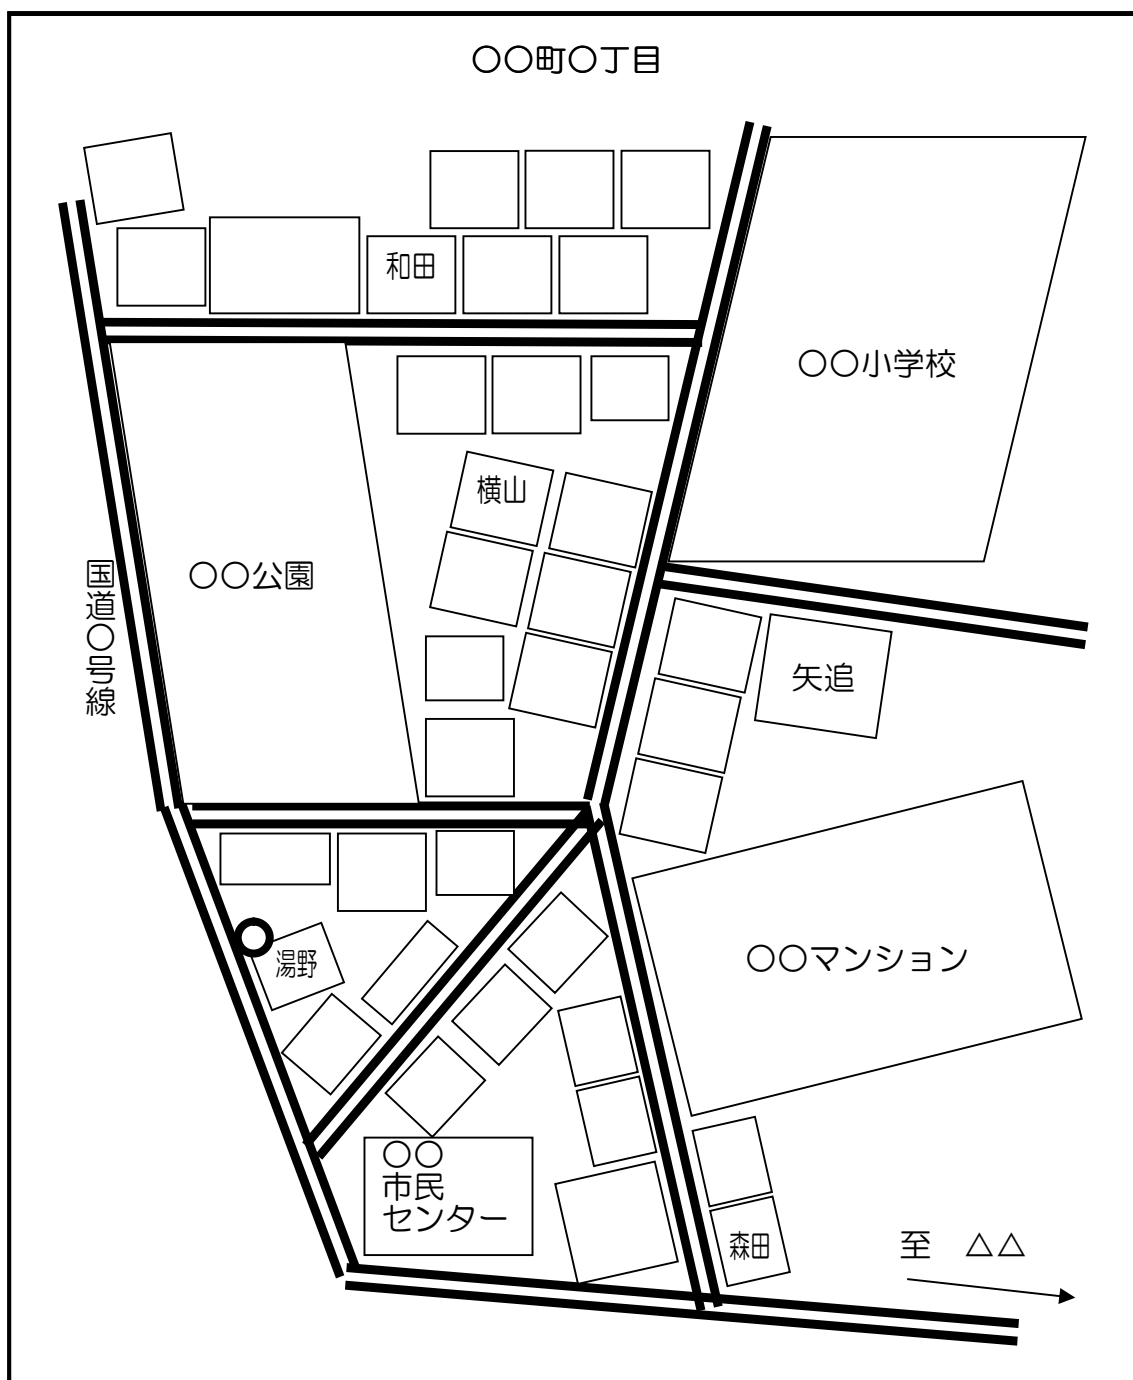 〇〇町〇丁目
和田
〇〇小学校
横山
〇〇公園
国道〇号線
矢追
〇〇マンション
湯野
〇〇
市民
センター
森田
至　△△